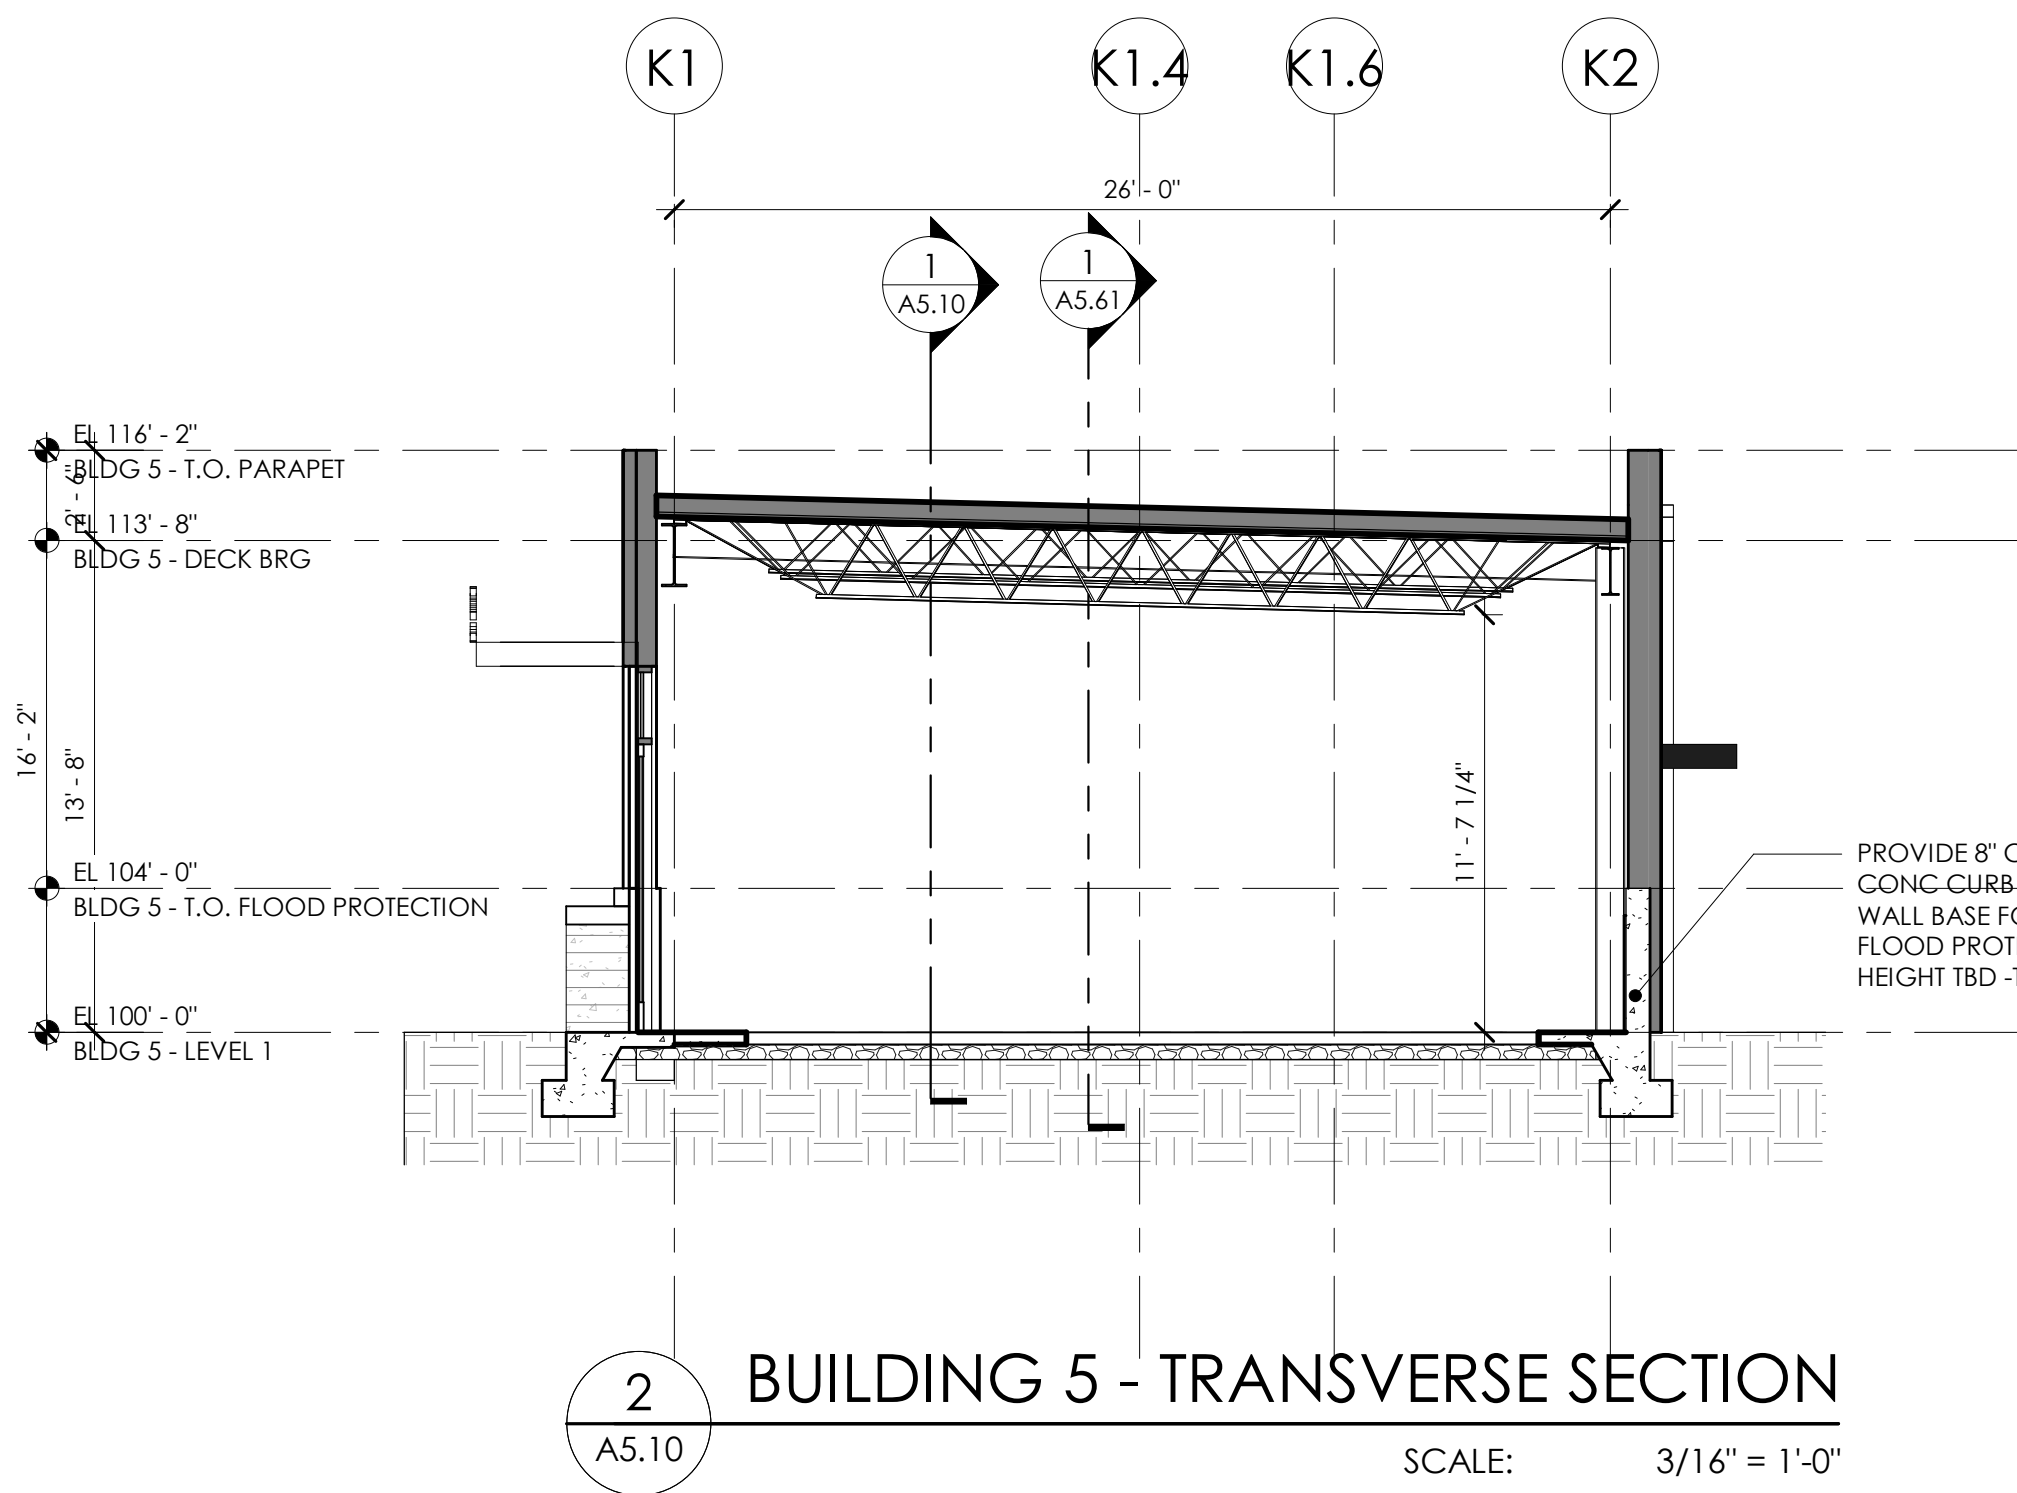 K1
K1.4
K1.6
K2
26' - 0"
1
A5.10
1
A5.61
EL 116' - 2"
BLDG 5 - T.O. PARAPET
2' - 6"
EL 113' - 8"
BLDG 5 - DECK BRG
16' - 2"
13' - 8"
11' - 7 1/4"
EL 104' - 0"
BLDG 5 - T.O. FLOOD PROTECTION
PROVIDE 8"
CONC CURB
WALL BASE
FLOOD
HEIGHT TBD
EL 100' - 0"
BLDG 5 - LEVEL 1
2
A5.10
BUILDING 5 - TRANSVERSE SECTION
SCALE: 3/16" = 1'-0"